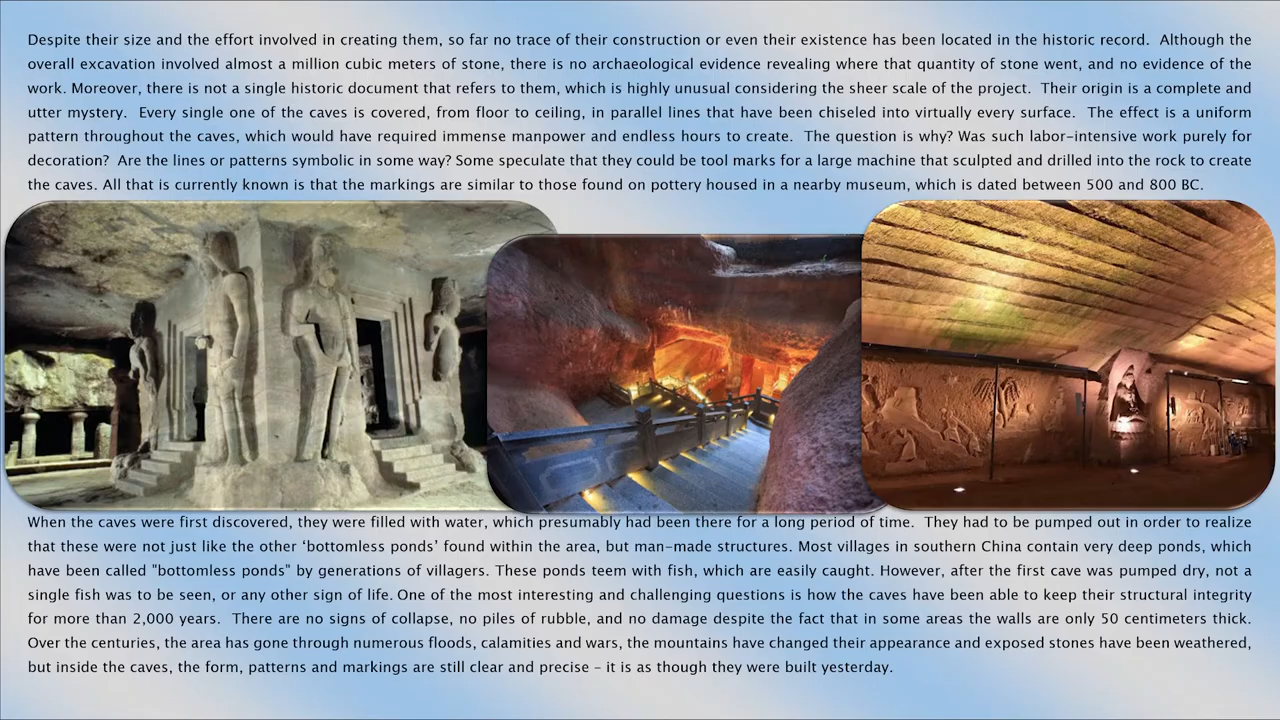 Despite their size and the effort involved in creating them, so far no trace of their construction or even their existence has been located in the historic record. Although the
overall excavation involved almost a million cubic meters of stone, there is no archaeological evidence revealing where that quantity of stone went, and no evidence of the
work. Moreover, there is not a single historic document that refers to them, which is highly unusual considering the sheer scale of the project. Their origin is a complete and
utter mystery. Every single one of the caves is covered, from floor to ceiling, in parallel lines that have been chiseled into virtually every surface. The effect is a uniform
pattern throughout the caves, which would have required immense manpower and endless hours to create. The question is why? Was such labor-intensive work purely for
decoration? Are the lines or patterns symbolic in some way? Some speculate that they could be tool marks for a large machine that sculpted and drilled into the rock to create
the caves. All that is currently known is that the markings are similar to those found on pottery housed in a nearby museum, which is dated between 500 and 800 BC.
When the caves were first discovered, they were filled with water, which presumably had been there for a long period of time. They had to be pumped out in order to realize
that these were not just like the other ‘bottomless ponds’ found within the area, but man-made structures. Most villages in southern China contain very deep ponds, which
have been called "bottomless ponds" by generations of villagers. These ponds teem with fish, which are easily caught. However, after the first cave was pumped dry, not a
single fish was to be seen, or any other sign of life. One of the most interesting and challenging questions is how the caves have been able to keep their structural integrity
for more than 2,000 years. There are no signs of collapse, no piles of rubble, and no damage despite the fact that in some areas the walls are only 50 centimeters thick.
Over the centuries, the area has gone through numerous floods, calamities and wars, the mountains have changed their appearance and exposed stones have been weathered,
but inside the caves, the form, patterns and markings are still clear and precise – it is as though they were built yesterday.